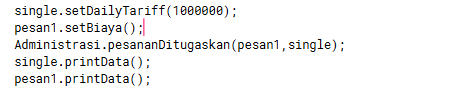 single.setDailyTariff(1000000);
pesan1.setBiaya();
Administrasi.pesananDitugaskan(pesan1,single);
single.printData();
pesan1.printData();